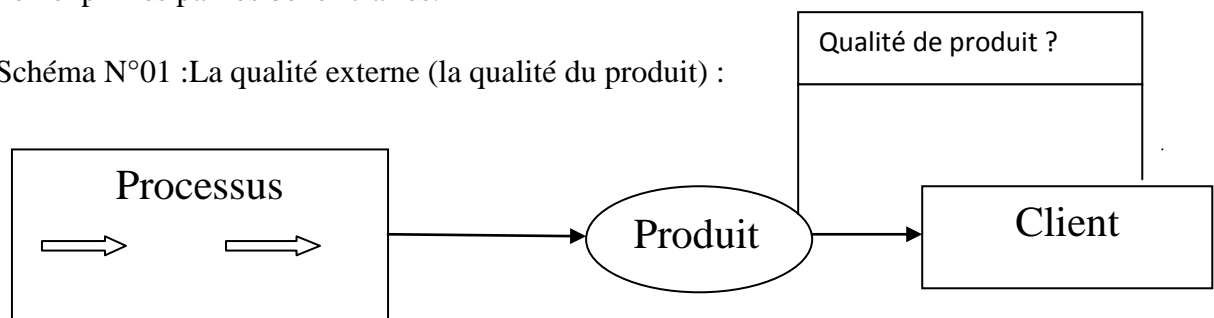 Qualité de produit ?
Schéma N°01 :La qualité externe (la qualité du produit) :
Processus
Produit
Client